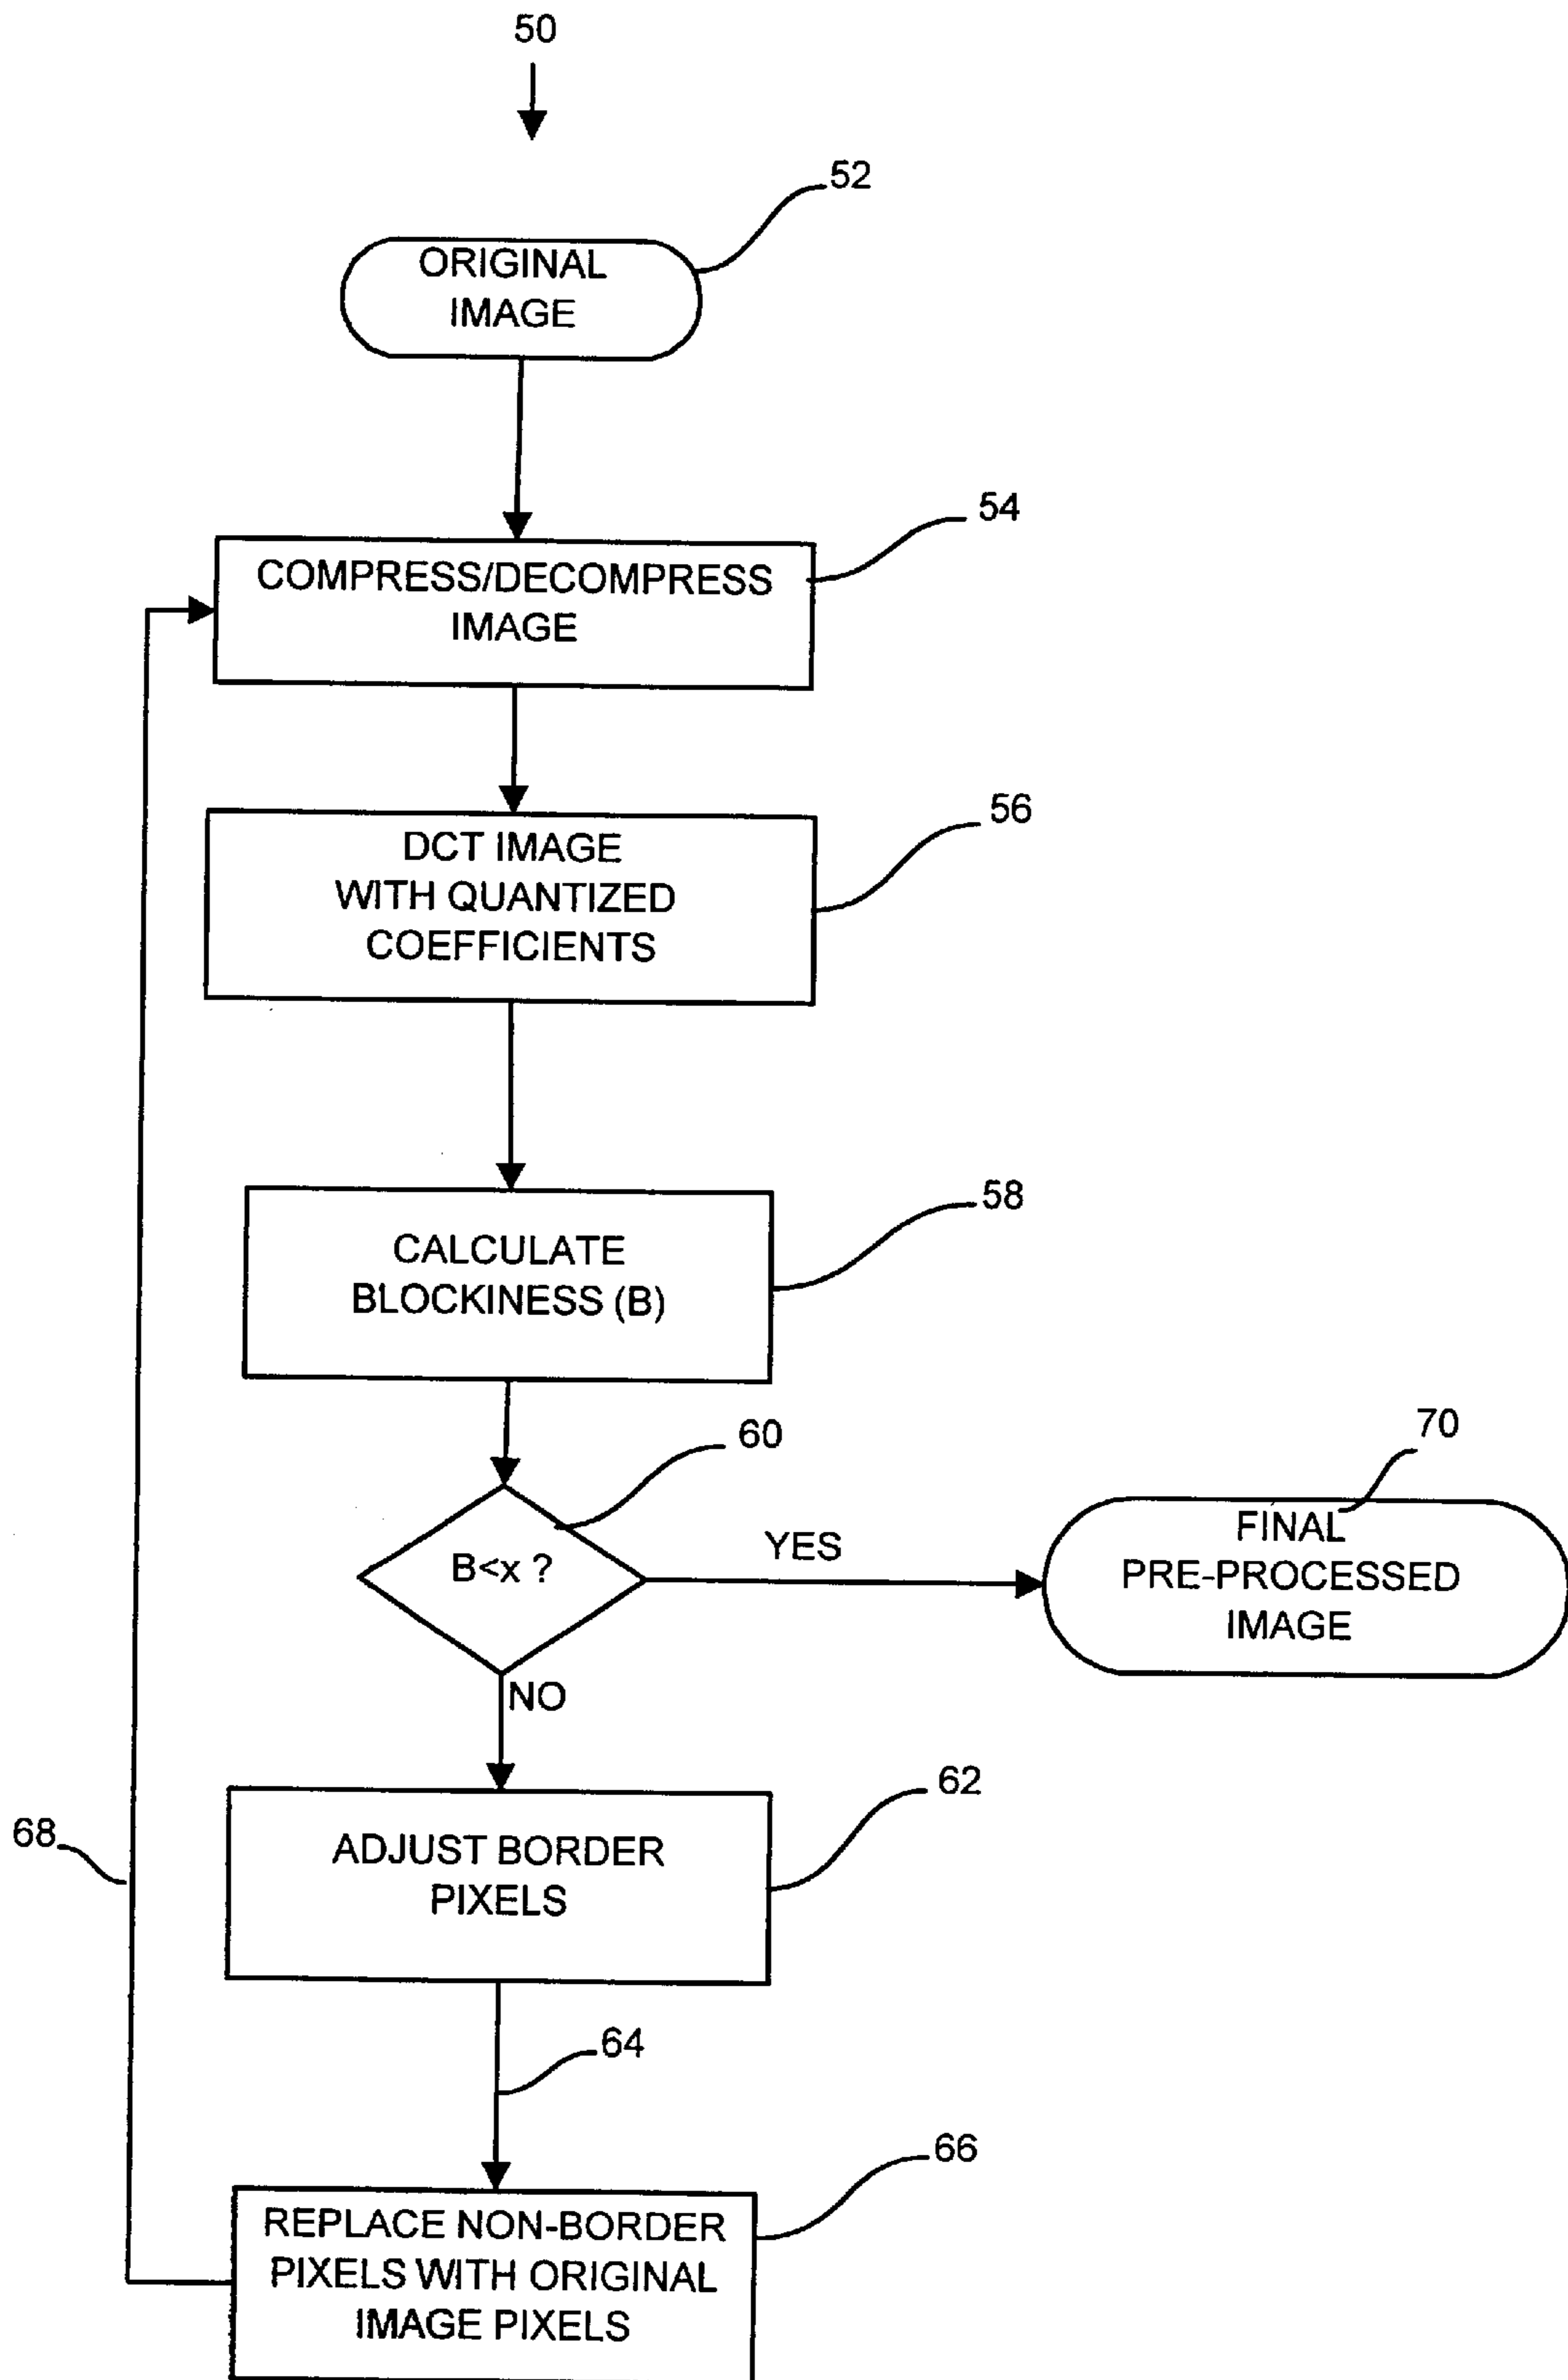 50
52
ORIGINAL
IMAGE
54
COMPRESS/DECOMPRESS
IMAGE
56
DCT IMAGE
WITH QUANTIZED
COEFFICIENTS
58
CALCULATE
BLOCKINESS (B)
60
B<x ?
YES
70
FINAL
PRE-PROCESSED
IMAGE
NO
62
ADJUST BORDER
PIXELS
68
64
66
REPLACE NON-BORDER
PIXELS WITH ORIGINAL
IMAGE PIXELS